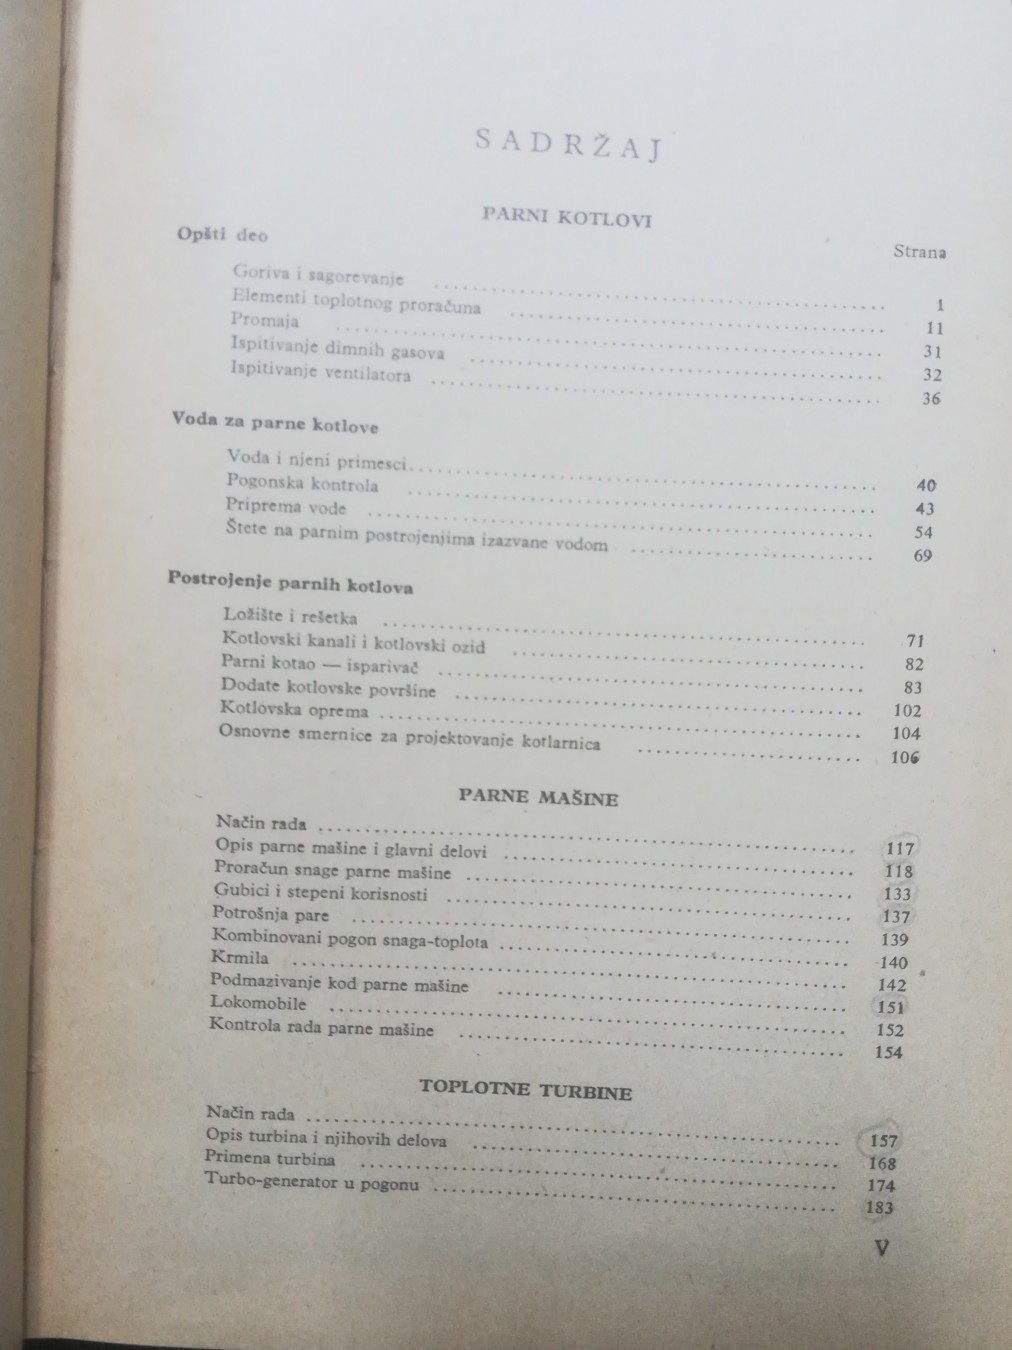 SADRŽAJ
PARNI KOTLOVI
Opšti deo
Strana
Goriva i sagorevanje ........ 1
Elementi toplotnog proračuna ........ 11
Promaja ........ 31
Ispitivanje dimnih gasova ........ 32
Ispitivanje ventilatora ........ 36
Voda za parne kotlove
Voda i njeni primesci ........ 40
Pogonska kontrola ........ 43
Priprema vode ........ 54
Štete na parnim postrojenjima izazvane vodom ........ 69
Postrojenje parnih kotlova
Ložište i rešetka ........ 71
Kotlovski kanali i kotlovski ozid ........ 82
Parni kotao — isparivač ........ 83
Dodate kotlovske površine ........ 102
Kotlovska oprema ........ 104
Osnovne smernice za projektovanje kotlarnica ........ 106
PARNE MAŠINE
Način rada ........ 117
Opis parne mašine i glavni delovi ........ 118
Proračun snage parne mašine ........ 133
Gubici i stepeni korisnosti ........ 137
Potrošnja pare ........ 139
Kombinovani pogon snaga-toplota ........ 140
Krmila ........ 142
Podmazivanje kod parne mašine ........ 151
Lokomobile ........ 152
Kontrola rada parne mašine ........ 154
TOPLOTNE TURBINE
Način rada ........ 157
Opis turbina i njihovih delova ........ 168
Primena turbina ........ 174
Turbo-generator u pogonu ........ 183
V